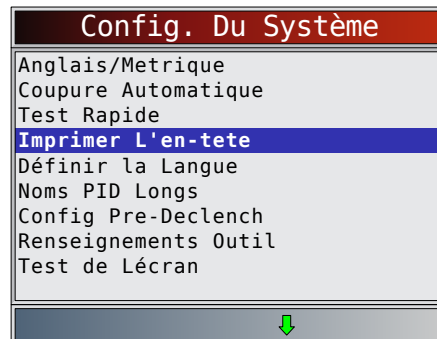 Config. Du Système
Anglais/Metrique
Coupure Automatique
Test Rapide
Imprimer L'en-tete
Définir la Langue
Noms PID Longs
Config Pre-Declench
Renseignements Outil
Test de Lécran